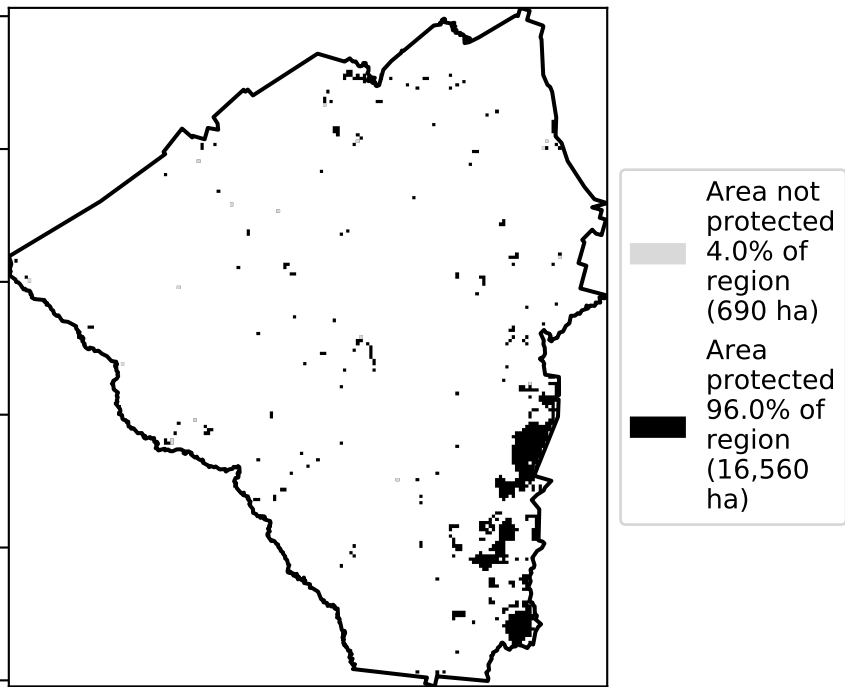 Area not
protected
4.0% of
region
(690 ha)
Area
protected
96.0% of
region
(16,560
ha)